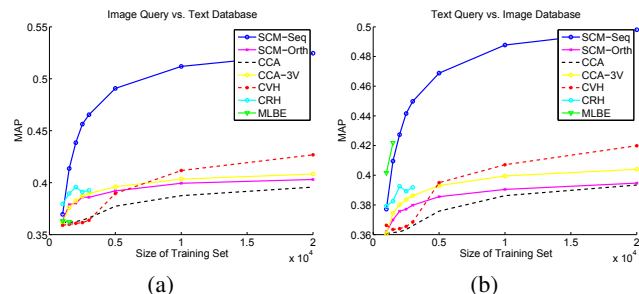 Image Query vs. Text Database
0.55
0.5
0.45
0.4
0.35
MAP
0
0.5
1
1.5
2
x 10⁴
Size of Training Set
SCM−Seq
SCM−Orth
CCA
CCA−3V
CVH
CRH
MLBE
(a)
Text Query vs. Image Database
0.5
0.48
0.46
0.44
0.42
0.4
0.38
0.36
MAP
0
0.5
1
1.5
2
x 10⁴
Size of Training Set
SCM−Seq
SCM−Orth
CCA
CCA−3V
CVH
CRH
MLBE
(b)